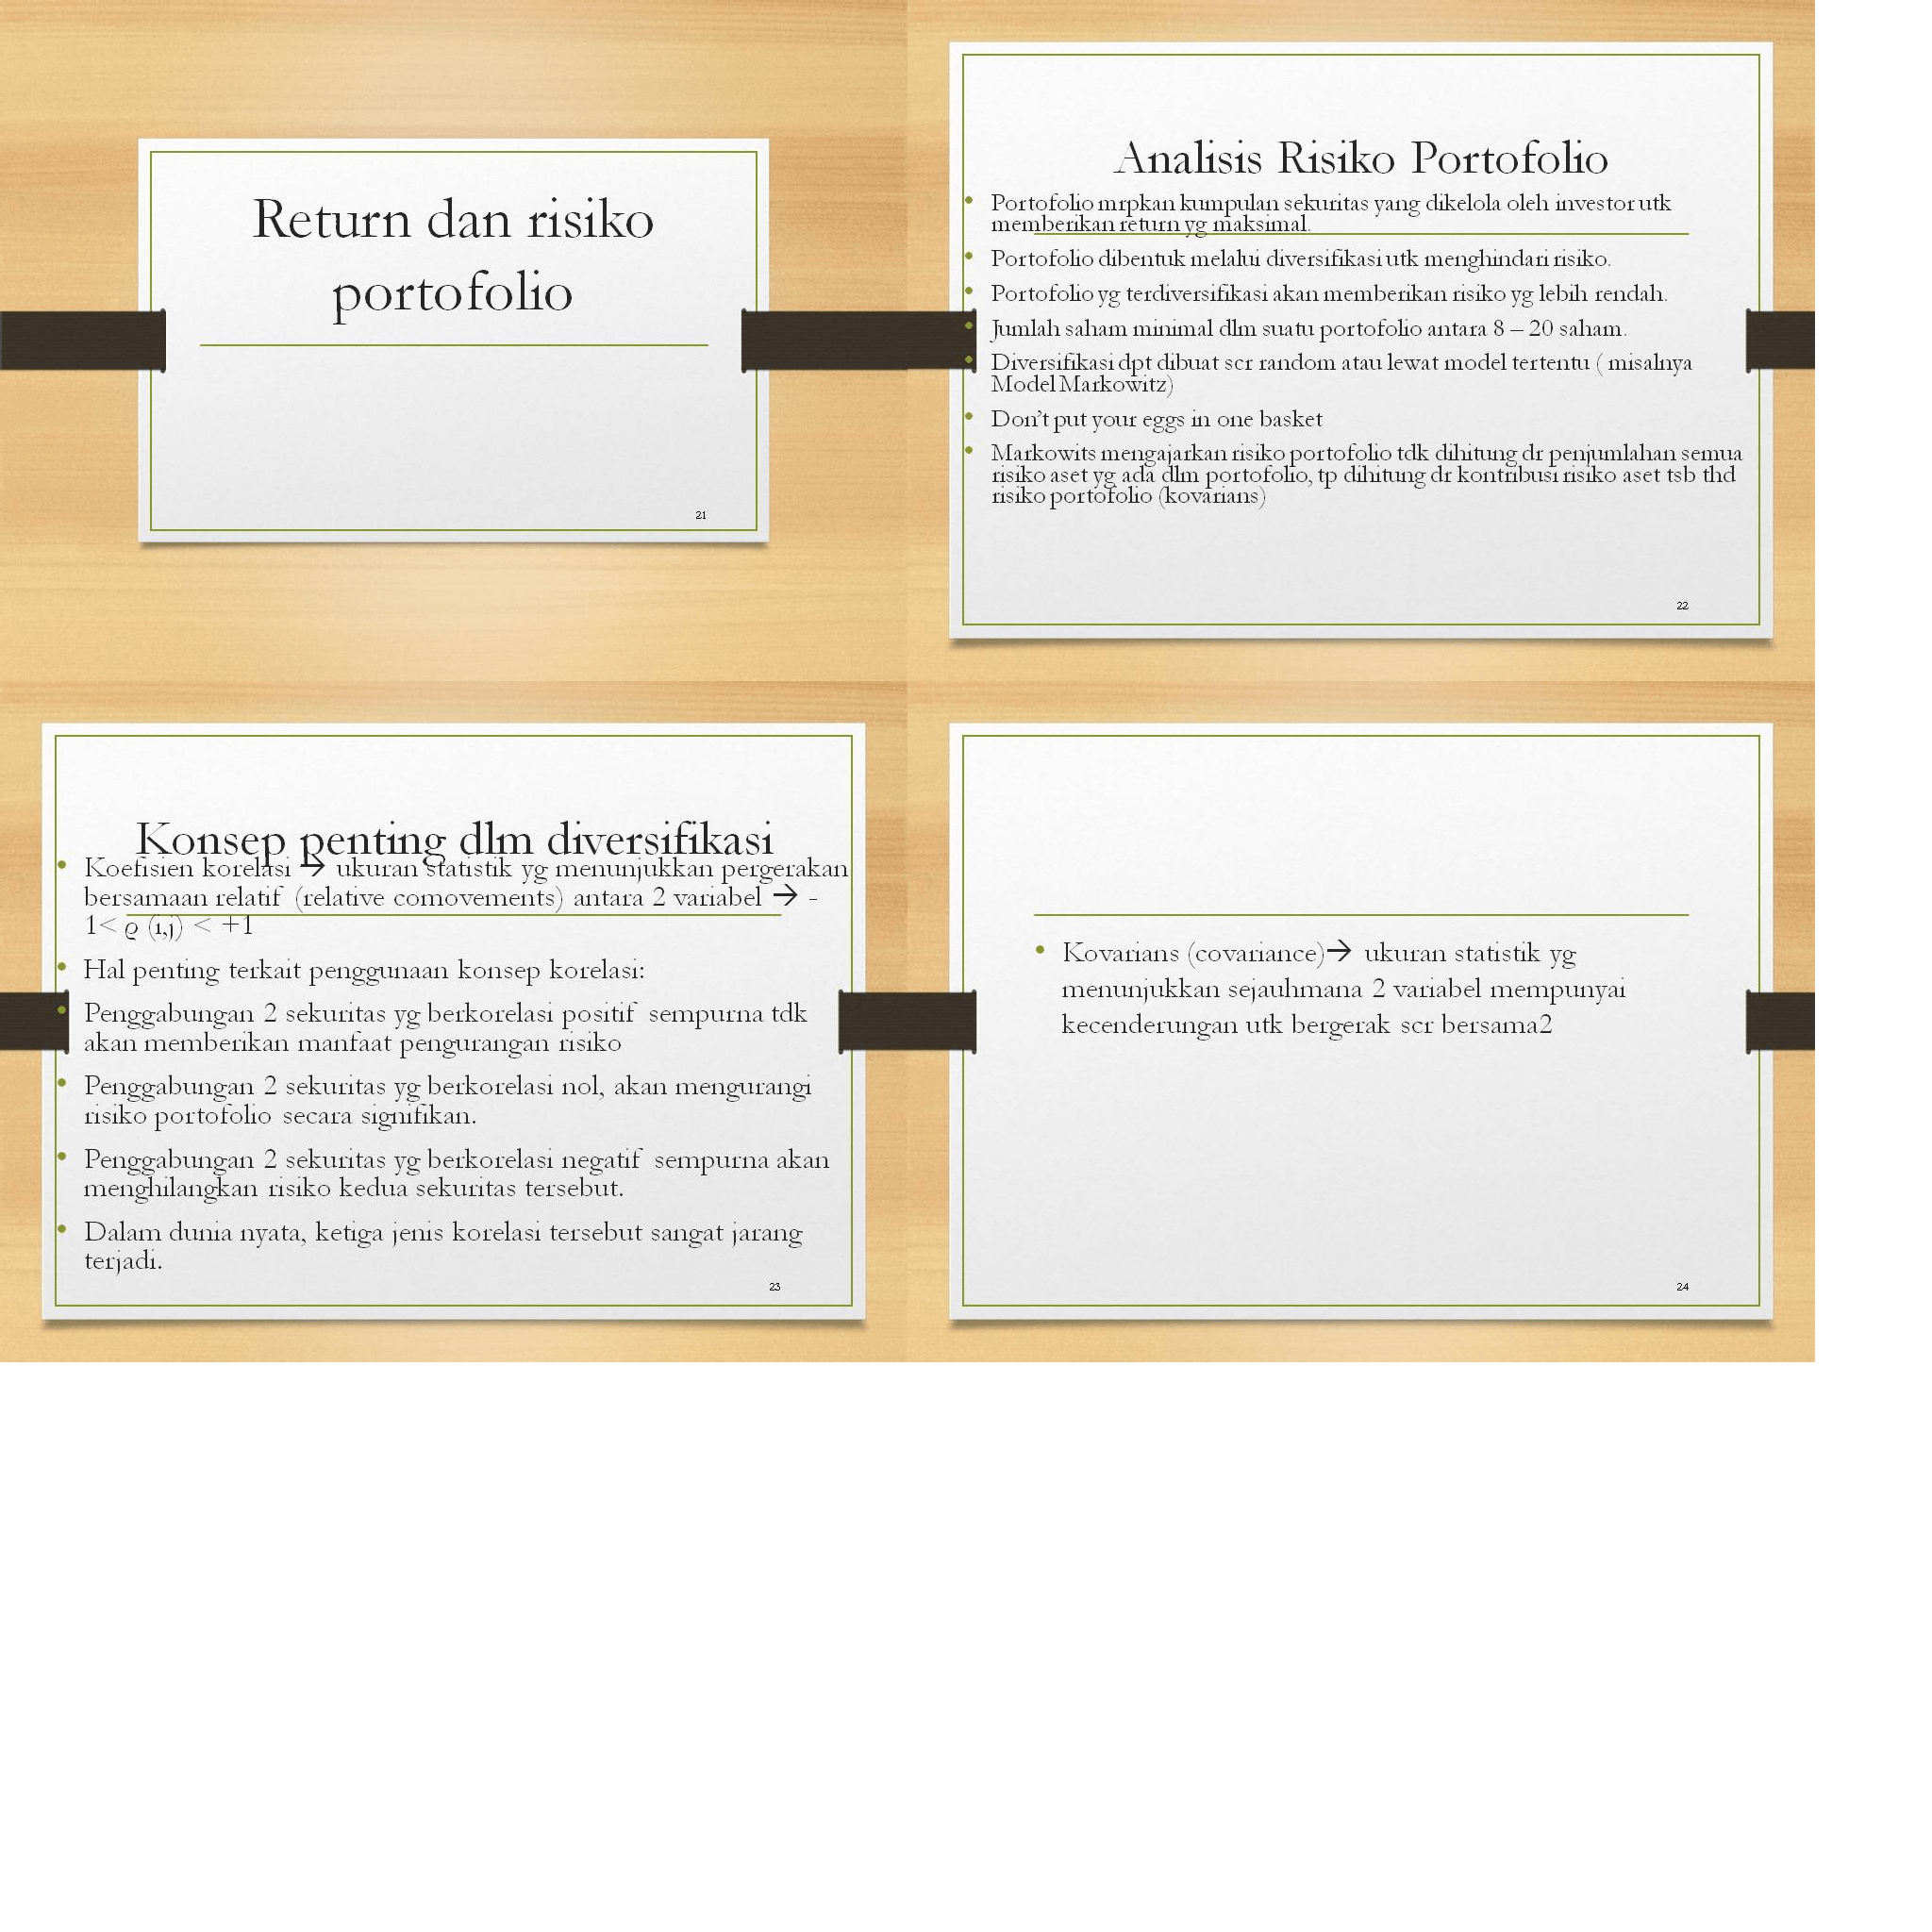 Return dan risiko
portofolio
21
Analisis Risiko Portofolio
• Portofolio mrpkan kumpulan sekuritas yang dikelola oleh investor utk
memberikan return yg maksimal.
• Portofolio dibentuk melalui diversifikasi utk menghindari risiko.
• Portofolio yg terdiversifikasi akan memberikan risiko yg lebih rendah.
• Jumlah saham minimal dlm suatu portofolio antara 8 – 20 saham.
• Diversifikasi dpt dibuat scr random atau lewat model tertentu ( misalnya
Model Markowitz)
• Don’t put your eggs in one basket
• Markowits mengajarkan risiko portofolio tdk dihitung dr penjumlahan semua
risiko aset yg ada dlm portofolio, tp dihitung dr kontribusi risiko aset tsb thd
risiko portofolio (kovarians)
22
Konsep penting dlm diversifikasi
• Koefisien korelasi → ukuran statistik yg menunjukkan pergerakan
bersamaan relatif (relative comovements) antara 2 variabel → -
1< ϱ (i,j) < +1
• Hal penting terkait penggunaan konsep korelasi:
• Penggabungan 2 sekuritas yg berkorelasi positif sempurna tdk
akan memberikan manfaat pengurangan risiko
• Penggabungan 2 sekuritas yg berkorelasi nol, akan mengurangi
risiko portofolio secara signifikan.
• Penggabungan 2 sekuritas yg berkorelasi negatif sempurna akan
menghilangkan risiko kedua sekuritas tersebut.
• Dalam dunia nyata, ketiga jenis korelasi tersebut sangat jarang
terjadi.
23
• Kovarians (covariance)→ ukuran statistik yg
menunjukkan sejauhmana 2 variabel mempunyai
kecenderungan utk bergerak scr bersama2
24